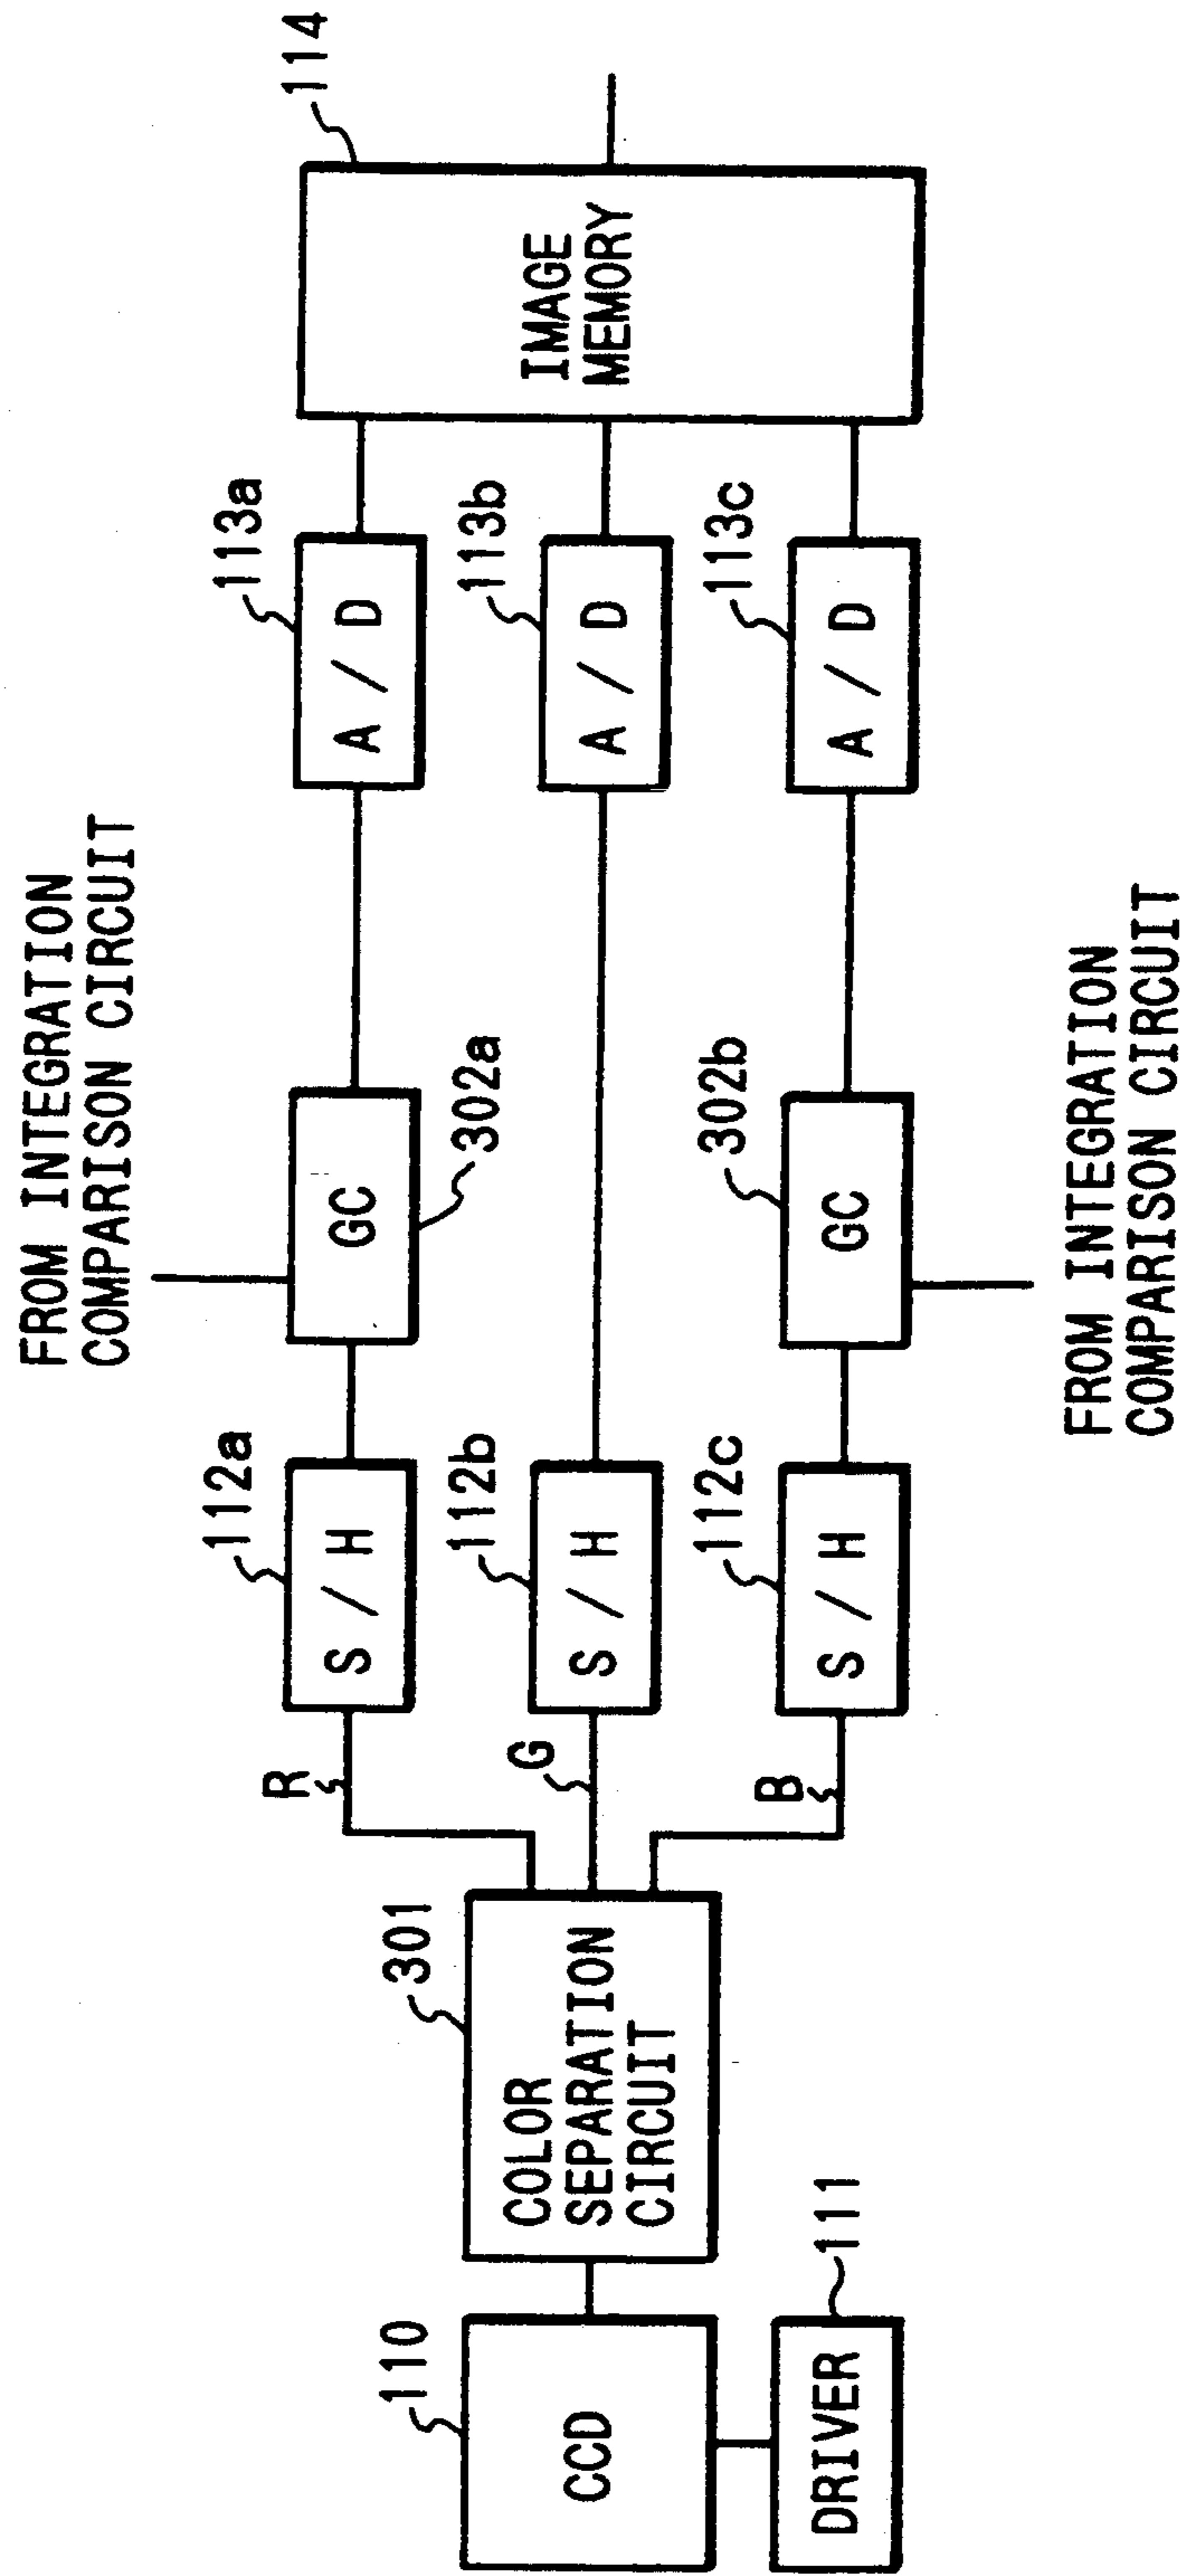 FROM INTEGRATION
COMPARISON CIRCUIT
110
CCD
DRIVER
111
301
COLOR
SEPARATION
CIRCUIT
R
G
B
112a
S / H
112b
S / H
112c
S / H
GC
302a
302b
GC
113a
A / D
113b
A / D
113c
A / D
114
IMAGE
MEMORY
FROM INTEGRATION
COMPARISON CIRCUIT